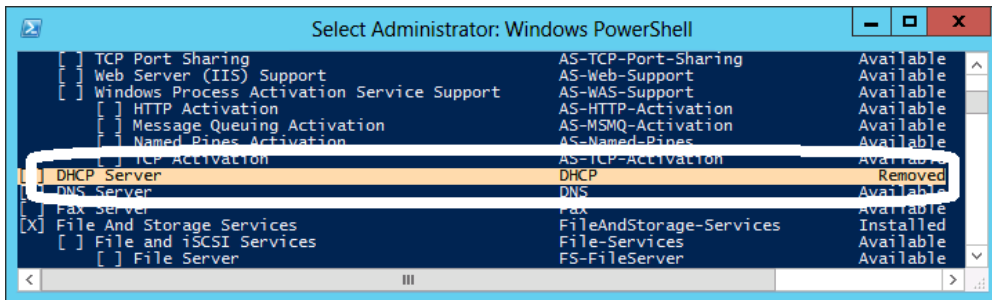 Select Administrator: Windows PowerShell
[ ] TCP Port Sharing AS-TCP-Port-Sharing Available
[ ] Web Server (IIS) Support AS-Web-Support Available
[ ] Windows Process Activation Service Support AS-WAS-Support Available
[ ] HTTP Activation AS-HTTP-Activation Available
[ ] Message Queuing Activation AS-MSMQ-Activation Available
[ ] Named Pipes Activation AS-Named-Pipes Available
[ ] TCP Activation AS-TCP-Activation Available
[ ] DHCP Server DHCP Removed
[ ] DNS Server DNS Available
[ ] Fax Server Fax Available
[X] File And Storage Services FileAndStorage-Services Installed
[ ] File and iSCSI Services File-Services Available
[ ] File Server FS-FileServer Available